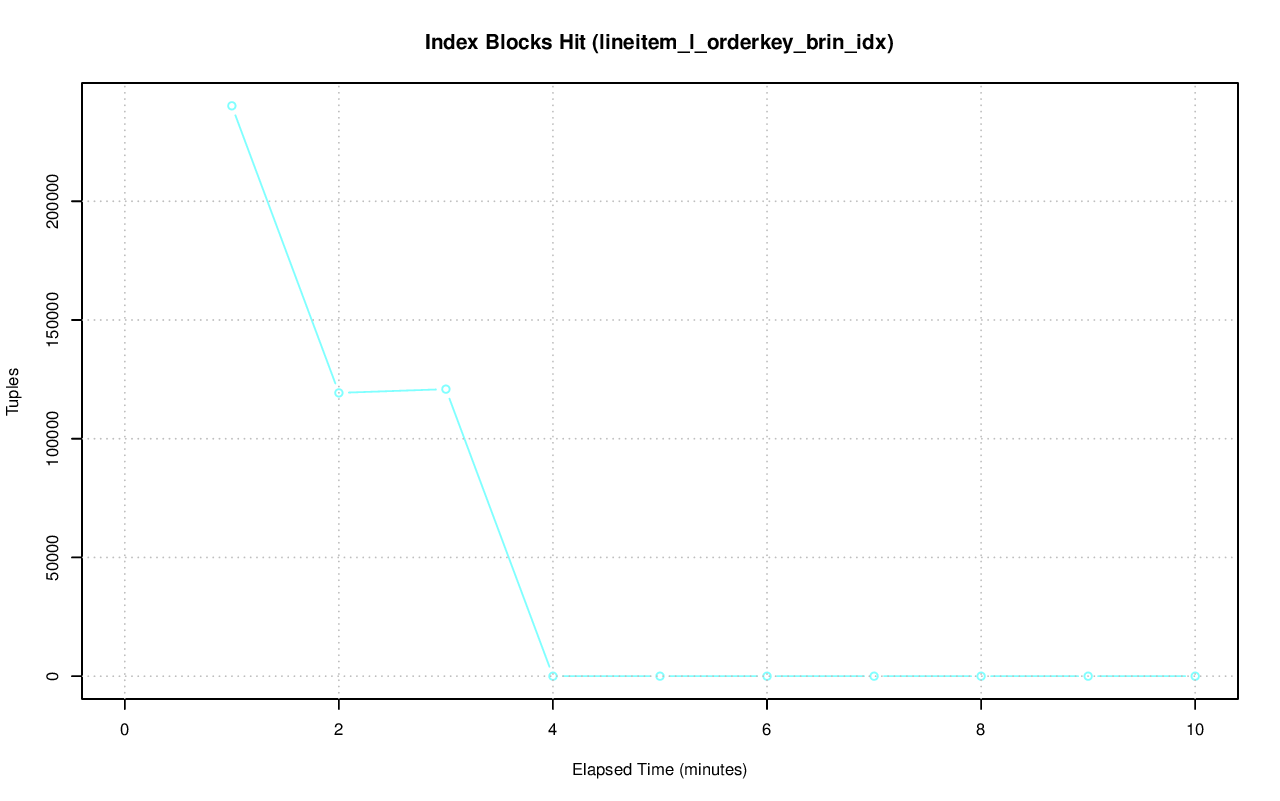 Index Blocks Hit (lineitem_l_orderkey_brin_idx)
Tuples
200000
150000
100000
50000
0
0 2 4 6 8 10
Elapsed Time (minutes)